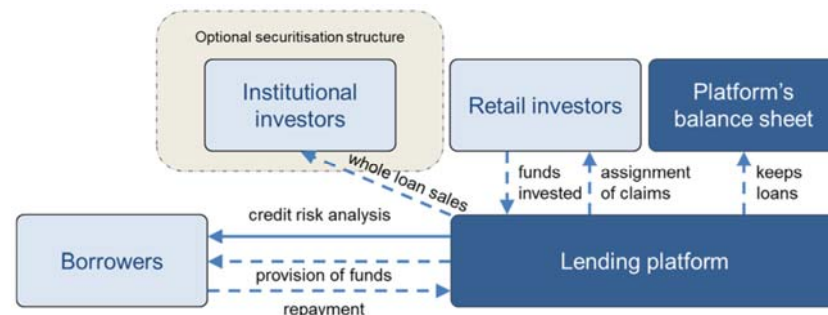 Optional securitisation structure
Institutional
investors
Retail investors
Platform's
balance sheet
whole loan sales
funds
invested
assignment
of claims
keeps
loans
credit risk analysis
Borrowers
provision of funds
Lending platform
repayment